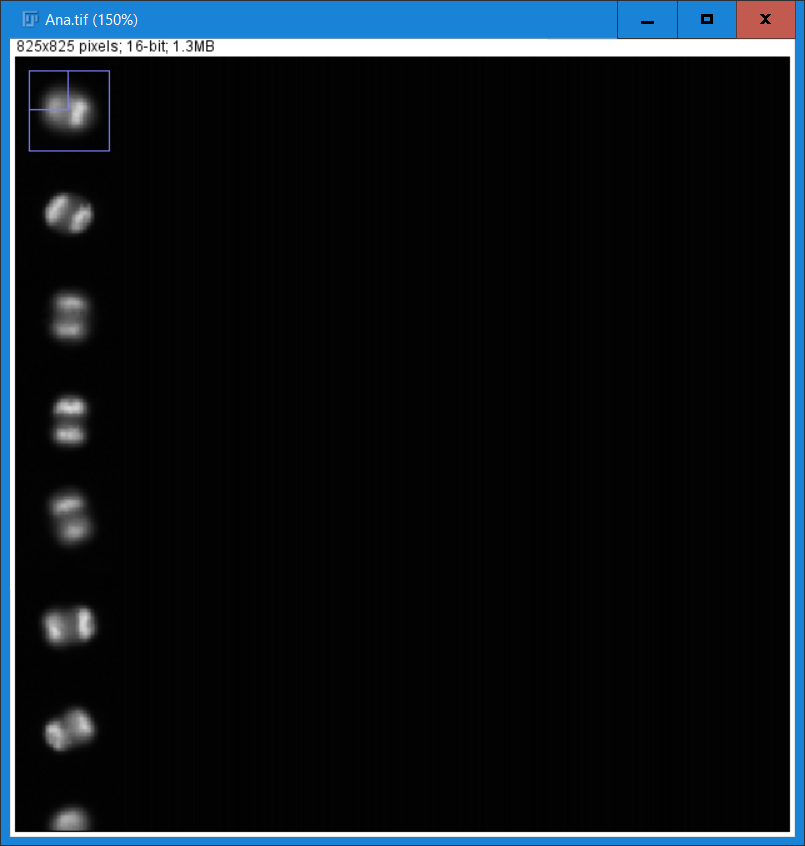 Ana.tif (150%)
825x825 pixels; 16-bit; 1.3MB